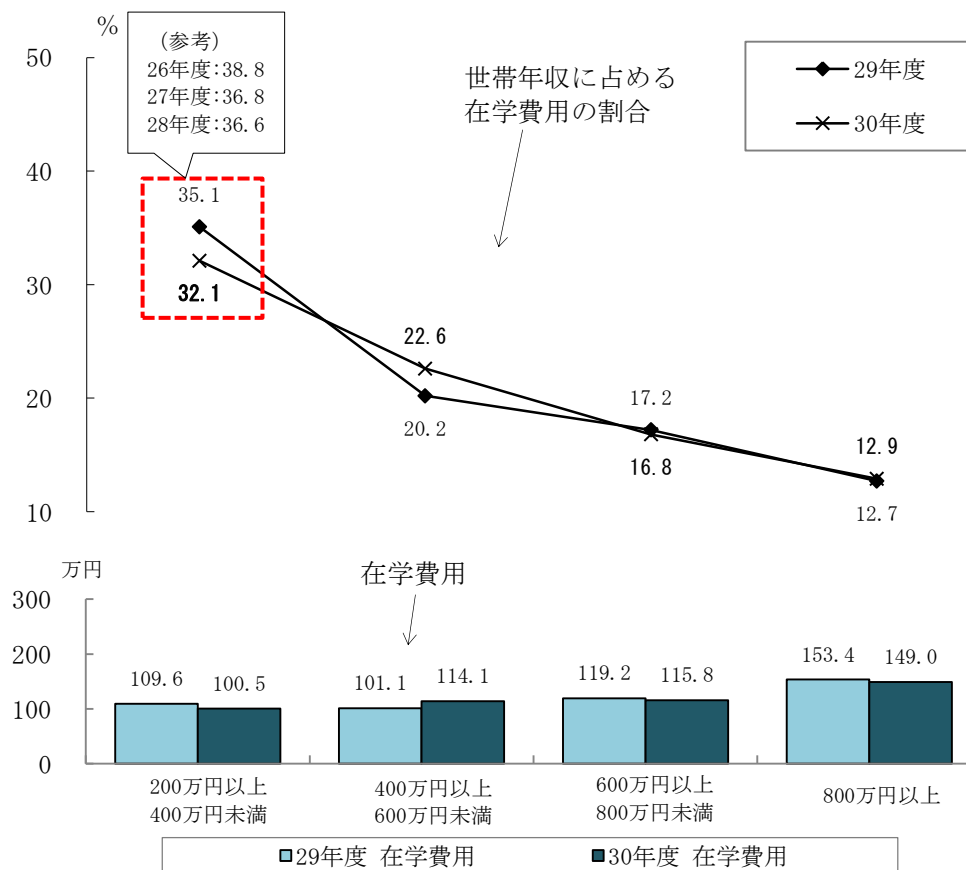 %
(参考)
26年度:38.8
27年度:36.8
28年度:36.6
世帯年収に占める
在学費用の割合
29年度
30年度
50
40
30
20
10
35.1
32.1
22.6
20.2
17.2
16.8
12.9
12.7
万円
在学費用
300
200
100
0
109.6
100.5
101.1
114.1
119.2
115.8
153.4
149.0
200万円以上
400万円未満
400万円以上
600万円未満
600万円以上
800万円未満
800万円以上
29年度 在学費用
30年度 在学費用